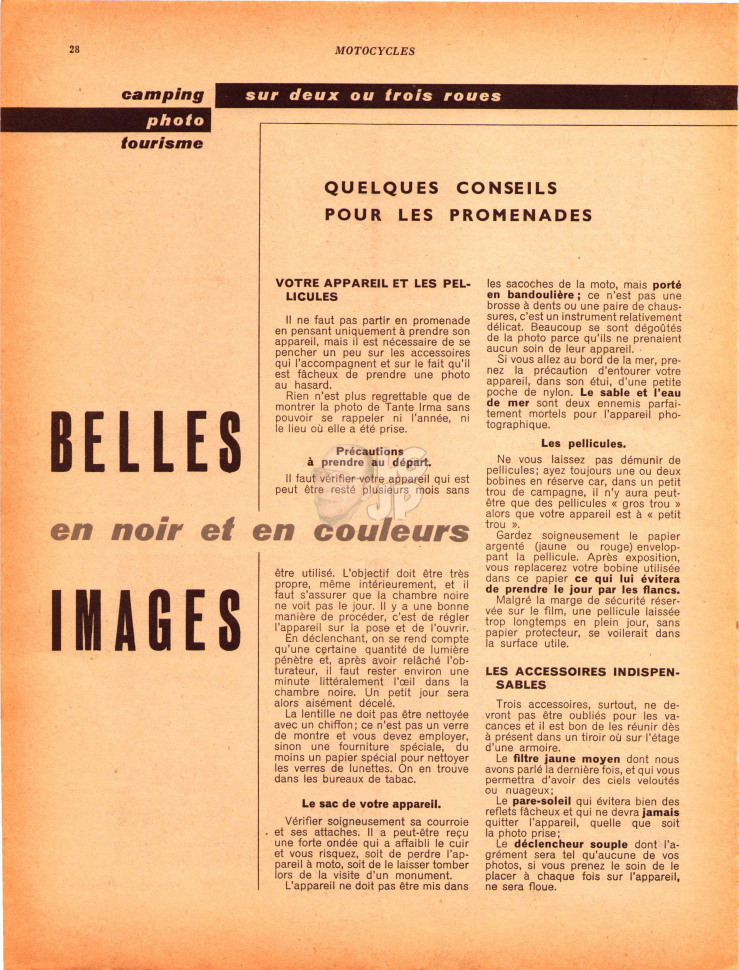 28
MOTOCYCLES
camping
photo
tourisme
sur deux ou trois roues
QUELQUES CONSEILS
POUR LES PROMENADES
BELLES
en noir et en couleurs
IMAGES
VOTRE APPAREIL ET LES PEL-
LICULES
Il ne faut pas partir en promenade
en pensant uniquement à prendre son
appareil, mais il est nécessaire de se
pencher un peu sur les accessoires
qui l'accompagnent et sur le fait qu'il
est fâcheux de prendre une photo
au hasard.
Rien n'est plus regrettable que de
montrer la photo de Tante Irma sans
pouvoir se rappeler ni l'année, ni
le lieu où elle a été prise.
Précautions
à prendre au départ.
Il faut vérifier votre appareil qui est
peut être resté plusieurs mois sans
être utilisé. L'objectif doit être très
propre, même intérieurement, et il
faut s'assurer que la chambre noire
ne voit pas le jour. Il y a une bonne
manière de procéder, c'est de régler
l'appareil sur la pose et de l'ouvrir.
En déclenchant, on se rend compte
qu'une certaine quantité de lumière
pénètre et, après avoir relâché l'ob-
turateur, il faut rester environ une
minute littéralement l'œil dans la
chambre noire. Un petit jour sera
alors aisément décelé.
La lentille ne doit pas être nettoyée
avec un chiffon; ce n'est pas un verre
de montre et vous devez employer,
sinon une fourniture spéciale, du
moins un papier spécial pour nettoyer
les verres de lunettes. On en trouve
dans les bureaux de tabac.
Le sac de votre appareil.
Vérifier soigneusement sa courroie
et ses attaches. Il a peut-être reçu
une forte ondée qui a affaibli le cuir
et vous risquez, soit de perdre l'ap-
pareil à moto, soit de le laisser tomber
lors de la visite d'un monument.
L'appareil ne doit pas être mis dans
les sacoches de la moto, mais porté
en bandoulière; ce n'est pas une
brosse à dents ou une paire de chaus-
sures, c'est un instrument relativement
délicat. Beaucoup se sont dégoûtés
de la photo parce qu'ils ne prenaient
aucun soin de leur appareil.
Si vous allez au bord de la mer, pre-
nez la précaution d'entourer votre
appareil, dans son étui, d'une petite
poche de nylon. Le sable et l'eau
de mer sont deux ennemis parfai-
tement mortels pour l'appareil pho-
tographique.
Les pellicules.
Ne vous laissez pas démunir de
pellicules; ayez toujours une ou deux
bobines en réserve car, dans un petit
trou de campagne, il n'y aura peut-
être que des pellicules « gros trou »
alors que votre appareil est à « petit
trou ».
Gardez soigneusement le papier
argenté (jaune ou rouge) envelop-
pant la pellicule. Après exposition,
vous replacerez votre bobine utilisée
dans ce papier ce qui lui évitera
de prendre le jour par les flancs.
Malgré la marge de sécurité réser-
vée sur le film, une pellicule laissée
trop longtemps en plein jour, sans
papier protecteur, se voilerait dans
la surface utile.
LES ACCESSOIRES INDISPEN-
SABLES
Trois accessoires, surtout, ne de-
vront pas être oubliés pour les va-
cances et il est bon de les réunir dès
à présent dans un tiroir où sur l'étage
d'une armoire.
Le filtre jaune moyen dont nous
avons parlé la dernière fois, et qui vous
permettra d'avoir des ciels veloutés
ou nuageux;
Le pare-soleil qui évitera bien des
reflets fâcheux et qui ne devra jamais
quitter l'appareil, quelle que soit
la photo prise;
Le déclencheur souple dont l'a-
grément sera tel qu'aucune de vos
photos, si vous prenez le soin de le
placer à chaque fois sur l'appareil,
ne sera floue.